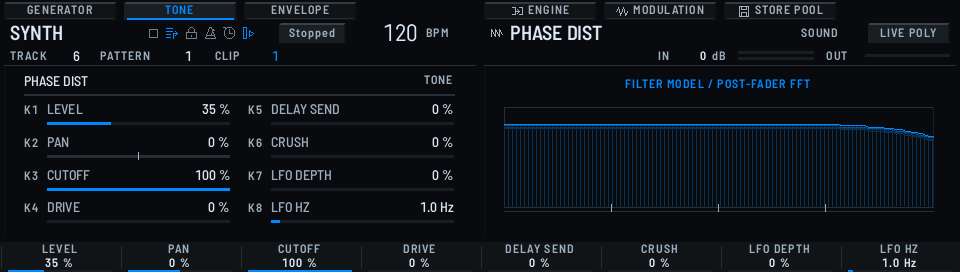 GENERATOR TONE ENVELOPE ENGINE MODULATION STORE POOL
SYNTH Stopped 120 BPM PHASE DIST SOUND LIVE POLY
TRACK 6 PATTERN 1 CLIP 1 IN 0 dB OUT
PHASE DIST TONE
FILTER MODEL / POST-FADER FFT
K1 LEVEL 35 % K5 DELAY SEND 0 %
K2 PAN 0 % K6 CRUSH 0 %
K3 CUTOFF 100 % K7 LFO DEPTH 0 %
K4 DRIVE 0 % K8 LFO HZ 1.0 Hz
LEVEL PAN CUTOFF DRIVE DELAY SEND CRUSH LFO DEPTH LFO HZ
35 % 0 % 100 % 0 % 0 % 0 % 0 % 1.0 Hz